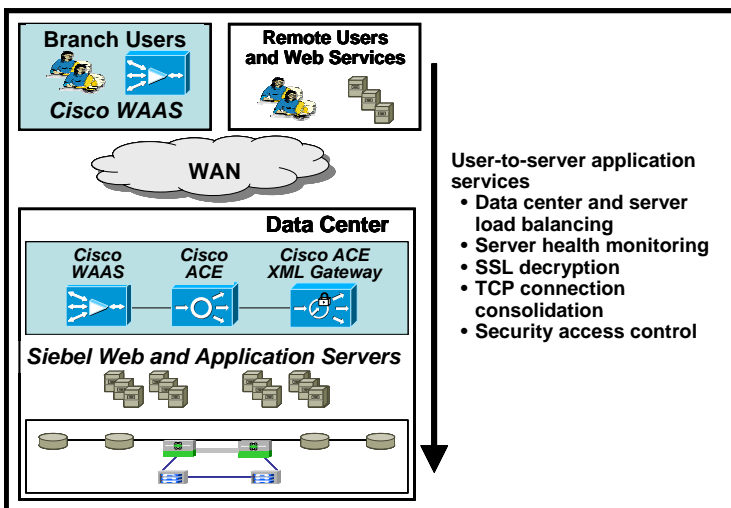 Branch Users
Cisco WAAS
Remote Users
and Web Services
WAN
Data Center
Cisco
WAAS
Cisco
ACE
Cisco ACE
XML Gateway
Siebel Web and Application Servers
User-to-server application
services
• Data center and server
load balancing
• Server health monitoring
• SSL decryption
• TCP connection
consolidation
• Security access control